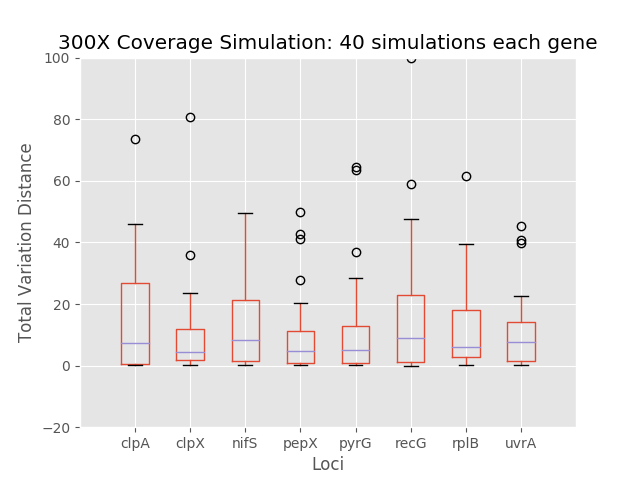 300X Coverage Simulation: 40 simulations each gene
100
80
60
40
20
0
−20
Total Variation Distance
clpA clpX nifS pepX pyrG recG rplB uvrA
Loci